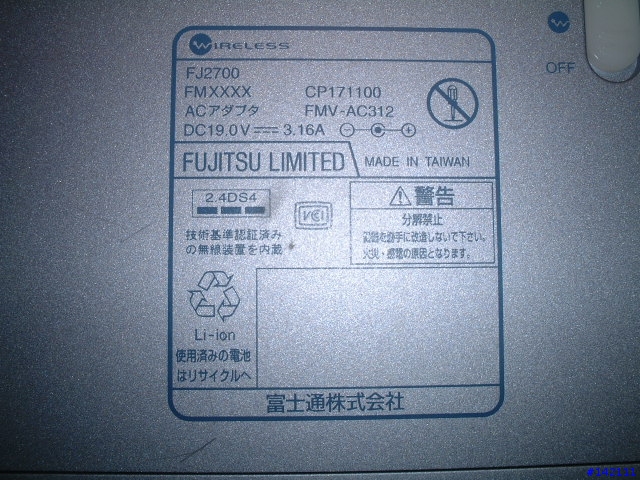 WIRELESS
OFF
FJ2700
FMXXXX CP171100
ACアダプタ FMV-AC312
DC19.0V 3.16A
FUJITSU LIMITED MADE IN TAIWAN
2.4DS4
VCI
技術基準認証済み
の無線装置を内蔵
警告
分解禁止
機器を勝手に改造しないで下さい。
火災・感電の原因となります。
Li-ion
使用済みの電池
はリサイクルへ
富士通株式会社